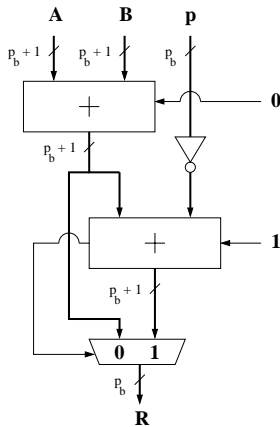 A B p
p_b + 1 p_b + 1 p_b
+ 0
p_b + 1
+ 1
p_b + 1
0 1
p_b
R